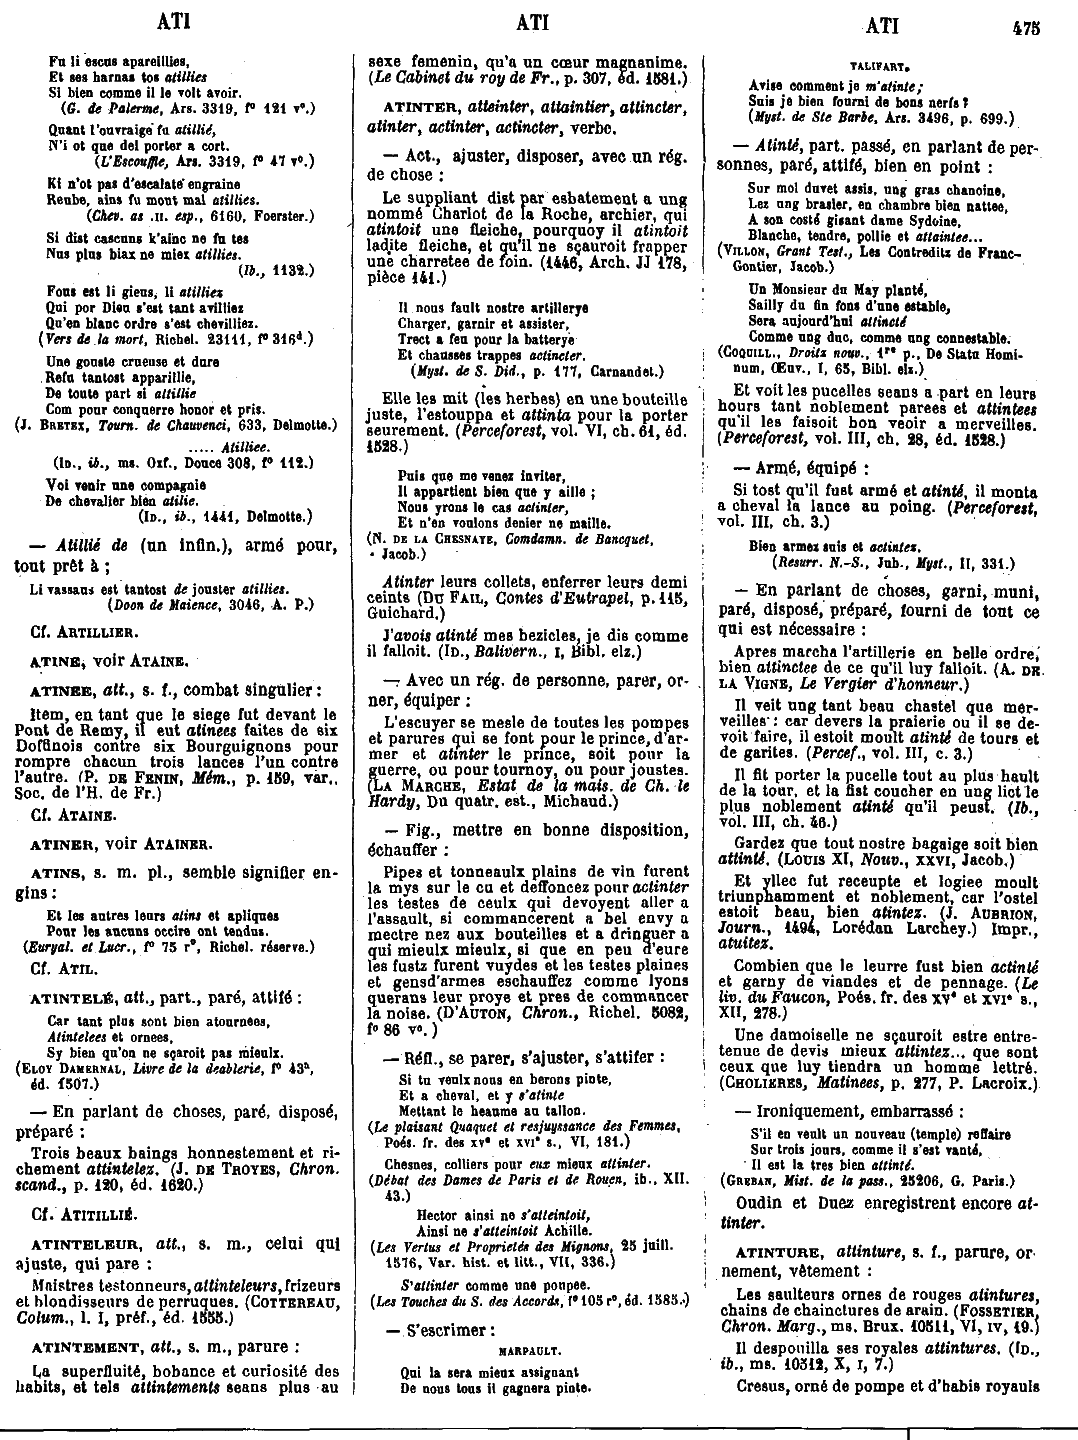 ATI
ATI
ATI
475
Fu li escus apareillies,
Et ses harnas tos atillies
Si bien comme il le volt avoir.
(G. de Palerme, Ars. 3319, fº 121 vº.)
Quant l'ouvraige fu atillié,
N'i ot que del porter a cort.
(L'Escouffle, Ars. 3319, fº 47 vº.)
Ki n'ot pas d'escalate engraine
Reube, ains fu mont mal atillies.
(Chev. as .II. esp., 6160, Foerster.)
Si dist cascuns k'ainc ne fu tes
Nus plus biax ne miex atillies.
(Ib., 1132.)
Fous est li giens, li atilliez
Qui por Dieu s'est tant avilliez
Qu'en blanc ordre s'est chevilliez.
(Vers de la mort, Richel. 23111, fº 316d.)
Une gouste crueuse et dure
Refu tantost apparillie,
De toute part si atillie
Com pour conquerre honor et pris.
(J. BRETEX, Tourn. de Chauvenci, 633, Delmotte.)
..... Atilliee.
(ID., ib., ms. Oxf., Douce 308, fº 112.)
Voi venir une compagnie
De chevalier bien atilie.
(ID., ib., 1441, Delmotte.)
— Atillié de (un infin.), armé pour,
tout prêt à ;
Li vassaus est tantost de jouster atillies.
(Doon de Maience, 3046, A. P.)
Cf. ARTILLIER.
ATINE, voir ATAINE.
ATINEE, att., s. f., combat singulier :
Item, en tant que le siege fut devant le
Pont de Remy, il eut atinees faites de six
Doffinois contre six Bourguignons pour
rompre chacun trois lances l'un contre
l'autre. (P. DE FENIN, Mém., p. 159, var.,
Soc. de l'H. de Fr.)
Cf. ATAINE.
ATINER, voir ATAINER.
ATINS, s. m. pl., semble signifier en-
gins :
Et les autres leurs atins et apliques
Pour les aucuns occire ont tendus.
(Euryal. et Lucr., fº 75 rº, Richel. réserve.)
Cf. ATIL.
ATINTELÉ, att., part., paré, attifé :
Car tant plus sont bien atournees,
Atintelees et ornees,
Sy bien qu'on ne sçaroit pas mieulx.
(ELOY DAMERNAL, Livre de la deablerie, fº 43a,
éd. 1507.)
— En parlant de choses, paré, disposé,
préparé :
Trois beaux baings honnestement et ri-
chement attintelez. (J. DE TROYES, Chron.
scand., p. 120, éd. 1620.)
Cf. ATITILLIÉ.
ATINTELEUR, att., s. m., celui qui
ajuste, qui pare :
Maistres testonneurs, attinteleurs, frizeurs
et blondisseurs de perruques. (COTTEREAU,
Colum., l. I, préf., éd. 1555.)
ATINTEMENT, att., s. m., parure :
La superfluité, bobance et curiosité des
habits, et tels attintements seans plus au
sexe femenin, qu'a un cœur magnanime.
(Le Cabinet du roy de Fr., p. 307, éd. 1581.)
ATINTER, atteinter, attaintier, attincter,
atinter, actinter, actincter, verbe.
— Act., ajuster, disposer, avec un rég.
de chose :
Le suppliant dist par esbatement a ung
nommé Charlot de la Roche, archier, qui
atintoit une fleiche, pourquoy il atintoit
ladite fleiche, et qu'il ne sçauroit frapper
une charretee de foin. (1446, Arch. JJ 178,
pièce 141.)
Il nous fault nostre artillerye
Charger, garnir et assister,
Trect a feu pour la batterye
Et chausses trappes actincter.
(Myst. de S. Did., p. 177, Carnandet.)
Elle les mit (les herbes) en une bouteille
juste, l'estouppa et attinta pour la porter
seurement. (Perceforest, vol. VI, ch. 61, éd.
1528.)
Puis que me venez inviter,
Il appartient bien que y aille ;
Nous yrons le cas actinter,
Et n'en voulons denier ne maille.
(N. DE LA CHESNAYE, Comdamn. de Bancquet,
Jacob.)
Atinter leurs collets, enferrer leurs demi
ceints (DU FAIL, Contes d'Eutrapel, p. 115,
Guichard.)
J'avois atinté mes bezicles, je dis comme
il falloit. (ID., Balivern., I, Bibl. elz.)
— Avec un rég. de personne, parer, or-
ner, équiper :
L'escuyer se mesle de toutes les pompes
et parures qui se font pour le prince, d'ar-
mer et atinter le prince, soit pour la
guerre, ou pour tournoy, ou pour joustes.
(LA MARCHE, Estat de la mais. de Ch. le
Hardy, Du quatr. est., Michaud.)
— Fig., mettre en bonne disposition,
échauffer :
Pipes et tonneaulx plains de vin furent
la mys sur le cu et deffoncez pour actinter
les testes de ceulx qui devoyent aller a
l'assault, si commancerent a bel envy a
mectre nez aux bouteilles et a dringuer a
qui mieulx mieulx, si que en peu d'eure
les fustz furent vuydes et les testes plaines
et gensd'armes eschauffez comme lyons
querans leur proye et pres de commancer
la noise. (D'AUTON, Chron., Richel. 5082,
fº 86 vº.)
— Réfl., se parer, s'ajuster, s'attifer :
Si tu veulx nous en berons pinte,
Et a cheval, et y s'atinte
Mettant le heaume au tallon.
(Le plaisant Quaquet et resjuyssance des Femmes,
Poés. fr. des XVe et XVIe s., VI, 181.)
Chesnes, colliers pour eux mieux attinter.
(Débat des Dames de Paris et de Rouen, ib., XII.
43.)
Hector ainsi ne s'atteintoit,
Ainsi ne s'atteintoit Achille.
(Les Vertus et Proprietés des Mignons, 25 juill.
1576, Var. hist. et litt., VII, 336.)
S'attinter comme une poupee.
(Les Touches du S. des Accords, fº 105 rº, éd. 1585.)
— S'escrimer :
MARPAULT.
Qui la sera mieux assignant
De nous tous il gagnera pinte.
TALIFART.
Avise comment je m'atinte ;
Suis je bien fourni de bons nerfs ?
(Myst. de Ste Barbe, Ars. 3496, p. 699.)
— Atinté, part. passé, en parlant de per-
sonnes, paré, attifé, bien en point :
Sur mol duvet assis, ung gras chanoine,
Lez ung brasier, en chambre bien nattee,
A son costé gisant dame Sydoine,
Blanche, tendre, pollie et attaintee...
(VILLON, Grant Test., Les Contreditz de Franc-
Gontier, Jacob.)
Un Monsieur du May planté,
Sailly du fin fons d'une estable,
Sera aujourd'hui attincté
Comme ung duc, comme ung connestable.
(COQUILL., Droitz nouv., 1re p., De Statu Homi-
num, Œuv., I, 65, Bibl. elz.)
Et voit les pucelles seans a part en leurs
hours tant noblement parees et attintees
qu'il les faisoit bon veoir a merveilles.
(Perceforest, vol. III, ch. 28, éd. 1528.)
— Armé, équipé :
Si tost qu'il fust armé et atinté, il monta
a cheval la lance au poing. (Perceforest,
vol. III, ch. 3.)
Bien armez suis et actintez.
(Resurr. N.-S., Jub., Myst., II, 331.)
— En parlant de choses, garni, muni,
paré, disposé, préparé, fourni de tout ce
qui est nécessaire :
Apres marcha l'artillerie en belle ordre,
bien attinctee de ce qu'il luy falloit. (A. DE
LA VIGNE, Le Vergier d'honneur.)
Il veit ung tant beau chastel que mer-
veilles : car devers la praierie ou il se de-
voit faire, il estoit moult atinté de tours et
de garites. (Percef., vol. III, c. 3.)
Il fit porter la pucelle tout au plus hault
de la tour, et la fist coucher en ung lict le
plus noblement atinté qu'il peust. (Ib.,
vol. III, ch. 46.)
Gardez que tout nostre bagaige soit bien
attinté. (LOUIS XI, Nouv., XXVI, Jacob.)
Et yllec fut receupte et logiee moult
triunphamment et noblement, car l'ostel
estoit beau, bien atintez. (J. AUBRION,
Journ., 1494, Lorédan Larchey.) Impr.,
atuitez.
Combien que le leurre fust bien actinté
et garny de viandes et de pennage. (Le
liv. du Faucon, Poés. fr. des XVe et XVIe s.,
XII, 278.)
Une damoiselle ne sçauroit estre entre-
tenue de devis mieux attintez... que sont
ceux que luy tiendra un homme lettré.
(CHOLIERES, Matinees, p. 277, P. Lacroix.)
— Ironiquement, embarrassé :
S'il en veult un nouveau (temple) reffaire
Sur trois jours, comme il s'est vanté,
Il est la tres bien attinté.
(GREBAN, Mist. de la pass., 25206, G. Paris.)
Oudin et Duez enregistrent encore at-
tinter.
ATINTURE, attinture, s. f., parure, or-
nement, vêtement :
Les saulteurs ornes de rouges atintures,
chains de chainctures de arain. (FOSSETIER,
Chron. Marg., ms. Brux. 10511, VI, IV, 19.)
Il despouilla ses royales attintures. (ID.,
ib., ms. 10512, X, I, 7.)
Cresus, orné de pompe et d'habis royauls